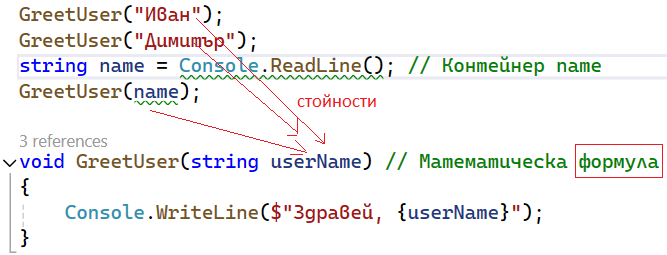 GreetUser("Иван");
GreetUser("Димитър");
string name = Console.ReadLine(); // Контейнер name
GreetUser(name);
стойности
3 references
void GreetUser(string userName) // Математическа формула
{
Console.WriteLine($"Здравей, {userName}");
}